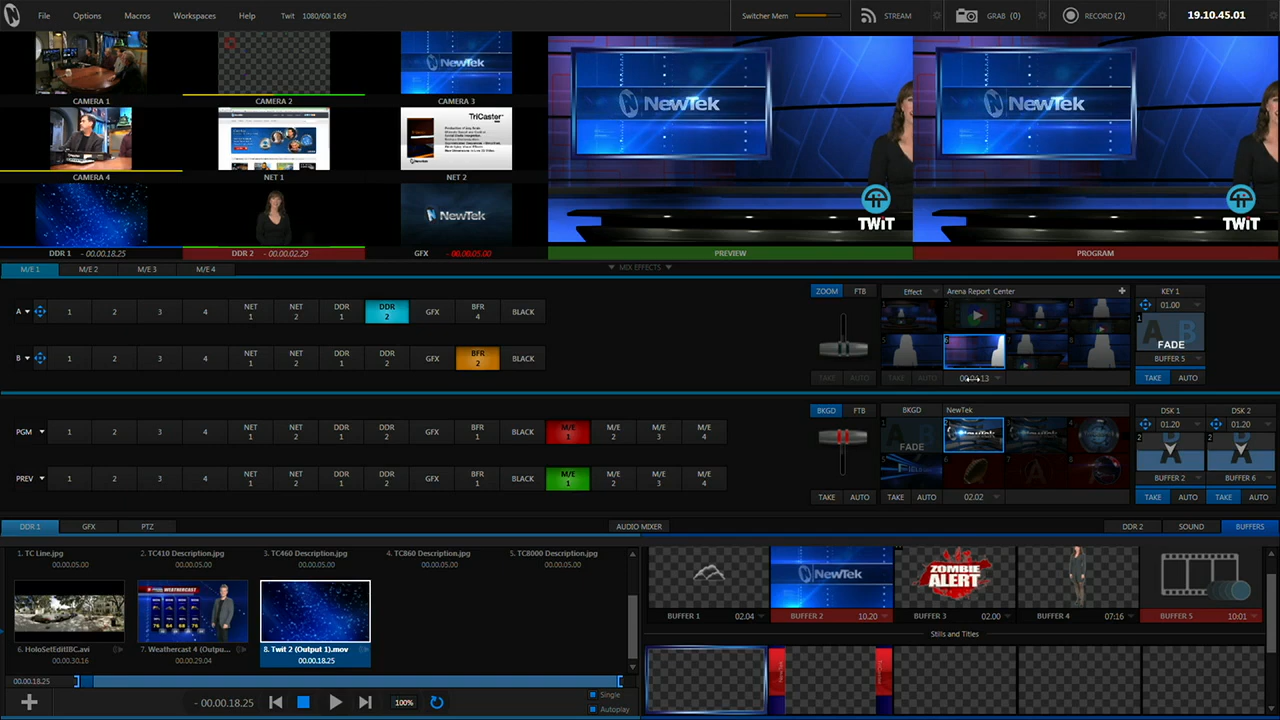 File Options Macros Workspaces Help Twit 1080/60i 16:9 Switcher Mem STREAM GRAB (0) RECORD (2) 19.10.45.01
NewTek
NewTek
NewTek
CAMERA 1 CAMERA 2 CAMERA 3
TriCaster
CAMERA 4 NET 1 NET 2
NewTek
TWiT
TWiT
DDR 1 - 00.00.18.25 DDR 2 - 00.00.02.29 GFX - 00.00.05.00 PREVIEW PROGRAM
M/E 1 M/E 2 M/E 3 M/E 4 MIX EFFECTS
ZOOM FTB Effect Arena Report Center KEY 1
A 1 2 3 4 NET 1 NET 2 DDR 1 DDR 2 GFX BFR 4 BLACK
01.00
FADE
B 1 2 3 4 NET 1 NET 2 DDR 1 DDR 2 GFX BFR 2 BLACK
BUFFER 5
TAKE AUTO TAKE AUTO TAKE AUTO
BKGD FTB BKGD NewTek DSK 1 DSK 2
PGM 1 2 3 4 NET 1 NET 2 DDR 1 DDR 2 GFX BFR 1 BLACK M/E 1 M/E 2 M/E 3 M/E 4
01.20 01.20
FADE
PREV 1 2 3 4 NET 1 NET 2 DDR 1 DDR 2 GFX BFR 1 BLACK M/E 1 M/E 2 M/E 3 M/E 4
BUFFER 2 BUFFER 6
TAKE AUTO TAKE AUTO 02.02 TAKE AUTO TAKE AUTO
DDR 1 GFX PTZ AUDIO MIXER DDR 2 SOUND BUFFERS
1. TC Line.jpg 2. TC410 Description.jpg 3. TC460 Description.jpg 4. TC860 Description.jpg 5. TC8000 Description.jpg
00.00.05.00 00.00.05.00 00.00.05.00 00.00.05.00 00.00.05.00
NewTek
ZOMBIE ALERT
WEATHERCAST
BUFFER 1 02.04 BUFFER 2 10.20 BUFFER 3 02.00 BUFFER 4 07:16 BUFFER 5 10:01
Stills and Titles
6. HoloSetEditIBC.avi 7. Weathercast 4 (Outpu... 8. Twit 2 (Output 1).mov
00.00.30.16 00.00.29.04 00.00.18.25
00.00.18.25
- 00.00.18.25 100% Single
Autoplay